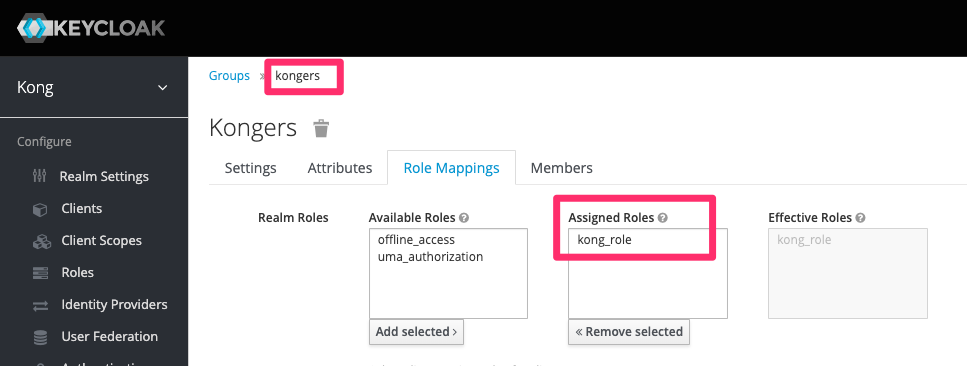 KEYCLOAK
Kong
Configure
Realm Settings
Clients
Client Scopes
Roles
Identity Providers
User Federation
Groups » kongers
Kongers
Settings Attributes Role Mappings Members
Realm Roles Available Roles Assigned Roles Effective Roles
offline_access kong_role kong_role
uma_authorization
Add selected › « Remove selected